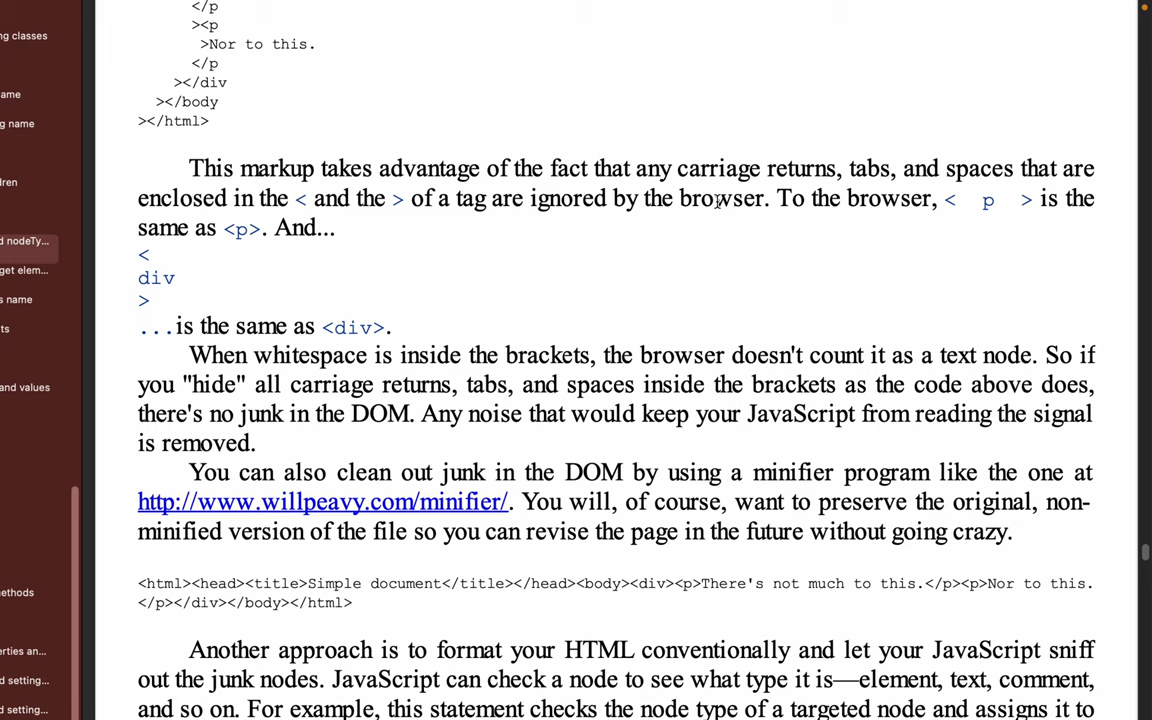 ng classes
ame
g name
dren
d nodeTy...
get elem...
s name
ts
and values
ethods
erties an...
d setting...
d setting...
</p
><p
>Nor to this.
</p
></div
></body
></html>
This markup takes advantage of the fact that any carriage returns, tabs, and spaces that are
enclosed in the < and the > of a tag are ignored by the browser. To the browser, < p > is the
same as <p>. And...
<
div
>
...is the same as <div>.
When whitespace is inside the brackets, the browser doesn't count it as a text node. So if
you "hide" all carriage returns, tabs, and spaces inside the brackets as the code above does,
there's no junk in the DOM. Any noise that would keep your JavaScript from reading the signal
is removed.
You can also clean out junk in the DOM by using a minifier program like the one at
http://www.willpeavy.com/minifier/. You will, of course, want to preserve the original, non-
minified version of the file so you can revise the page in the future without going crazy.
<html><head><title>Simple document</title></head><body><div><p>There's not much to this.</p><p>Nor to this.
</p></div></body></html>
Another approach is to format your HTML conventionally and let your JavaScript sniff
out the junk nodes. JavaScript can check a node to see what type it is—element, text, comment,
and so on. For example, this statement checks the node type of a targeted node and assigns it to